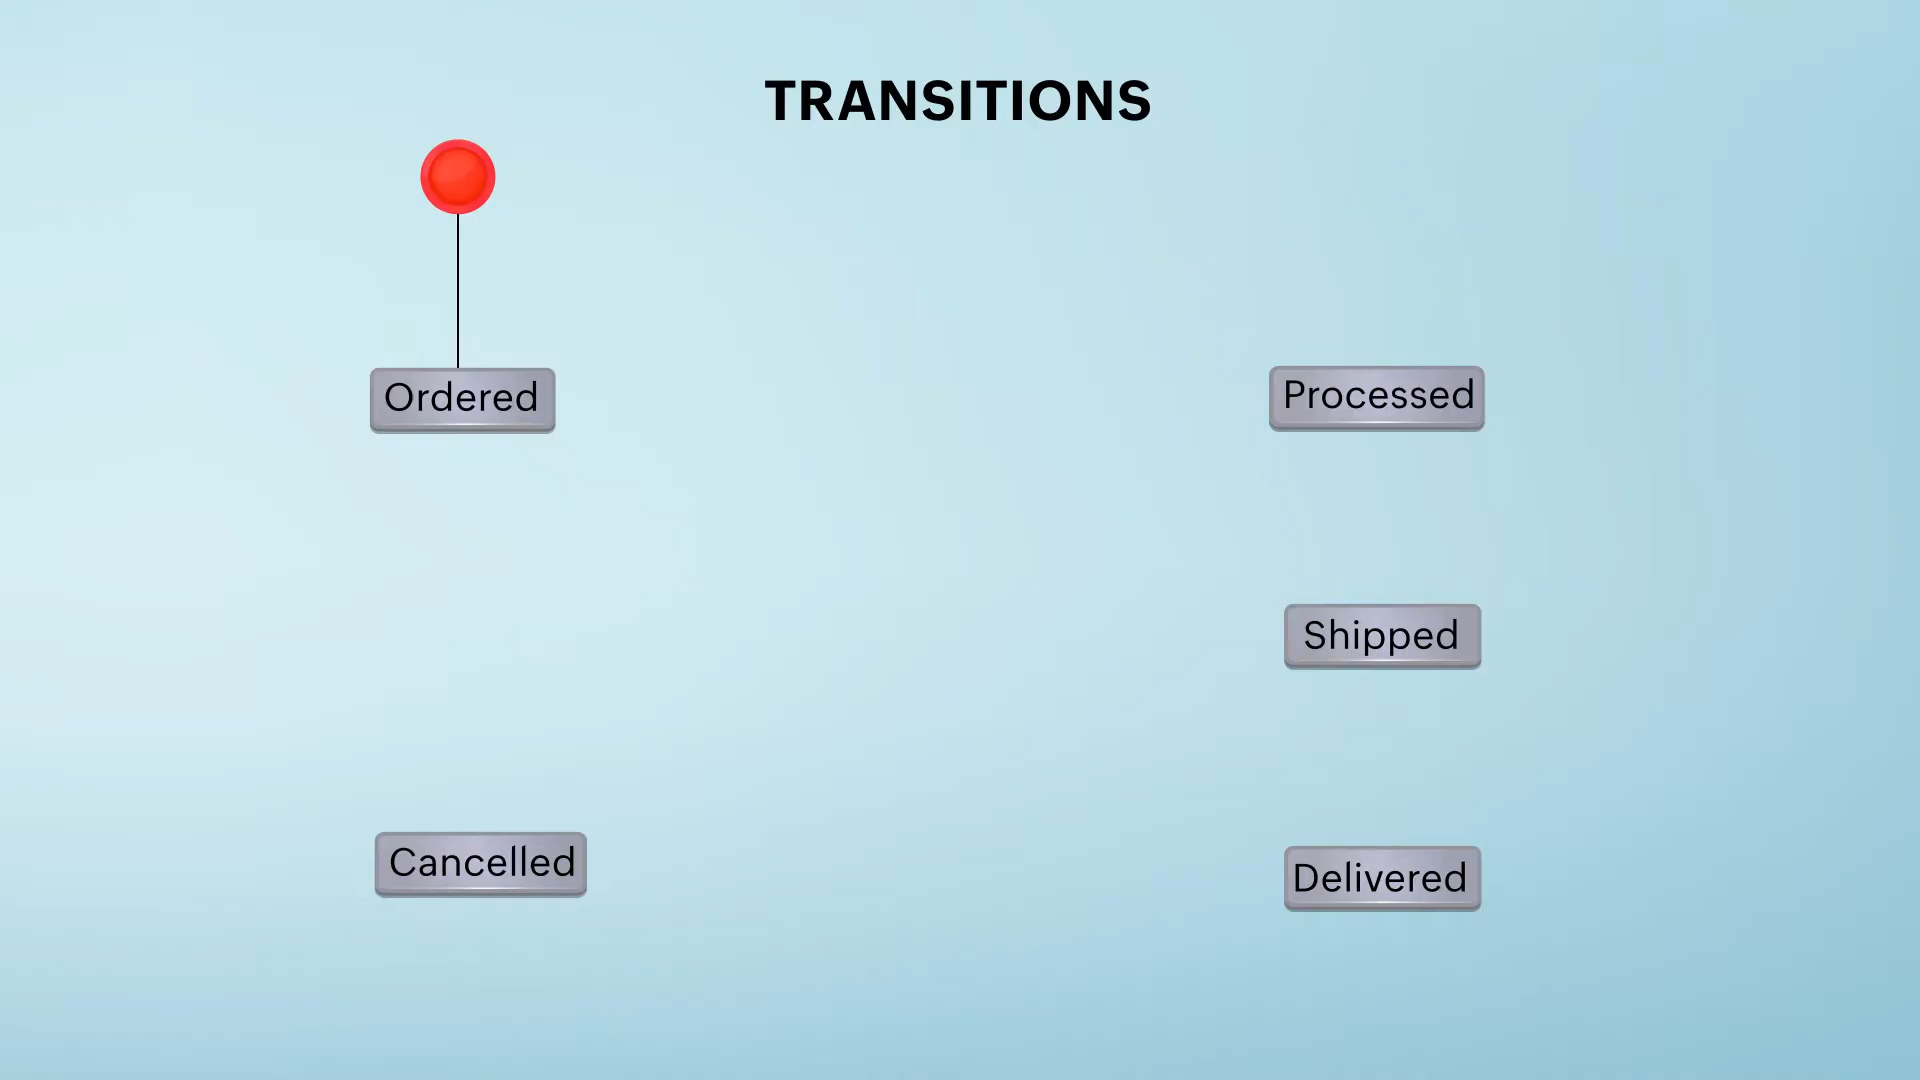 TRANSITIONS
Ordered
Processed
Shipped
Cancelled
Delivered